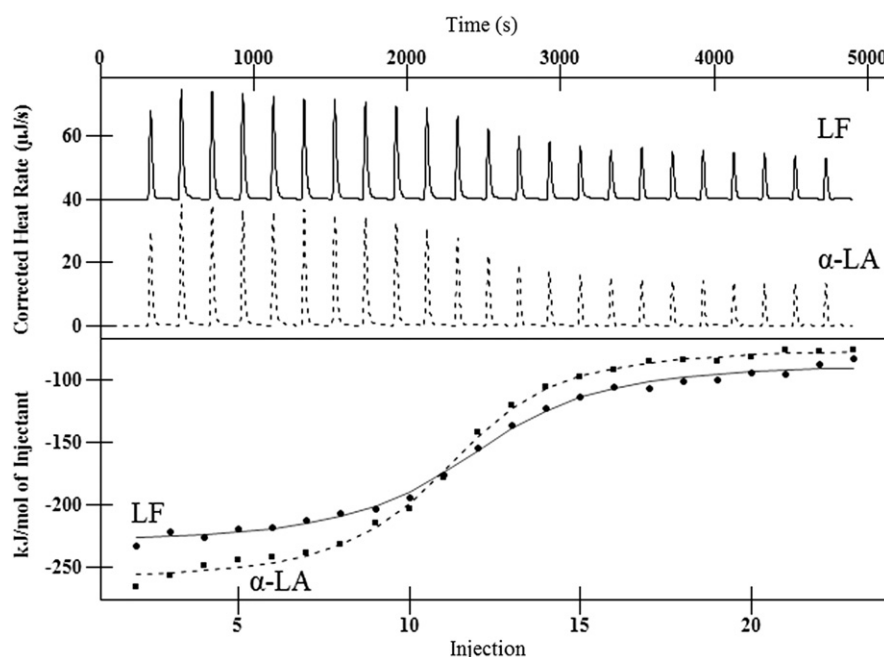 Time (s)
0 1000 2000 3000 4000 5000
Corrected Heat Rate (μJ/s)
60
40
20
0
LF
α-LA
kJ/mol of Injectant
-100
-150
-200
-250
LF
α-LA
5 10 15 20
Injection